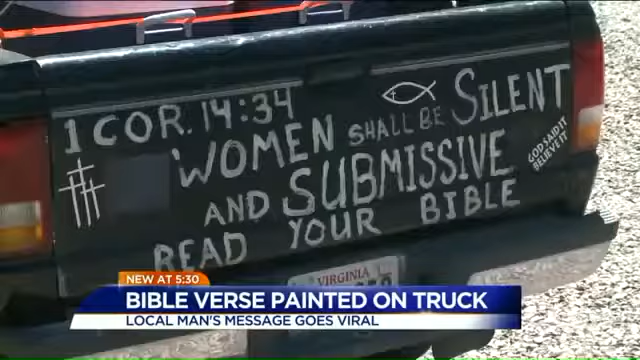 1 COR. 14:34
WOMEN SHALL BE SILENT
AND SUBMISSIVE
READ YOUR BIBLE
GOD SAID IT
I BELIEVE IT
VIRGINIA
NEW AT 5:30
BIBLE VERSE PAINTED ON TRUCK
LOCAL MAN'S MESSAGE GOES VIRAL